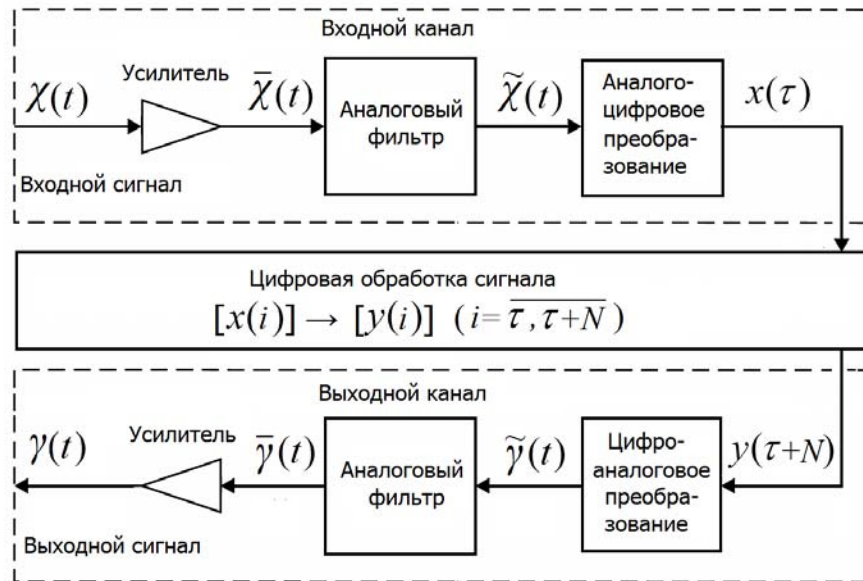 Входной канал
Усилитель
χ(t)
χ̄(t)
Аналоговый
фильтр
χ̃(t)
Аналого-
цифровое
преобра-
зование
x(τ)
Входной сигнал
Цифровая обработка сигнала
[x(i)] → [y(i)] ( i= \overline{τ, τ+N} )
Выходной канал
γ(t)
Усилитель
γ̄(t)
Аналоговый
фильтр
γ̃(t)
Цифро-
аналоговое
преобра-
зование
y(τ+N)
Выходной сигнал